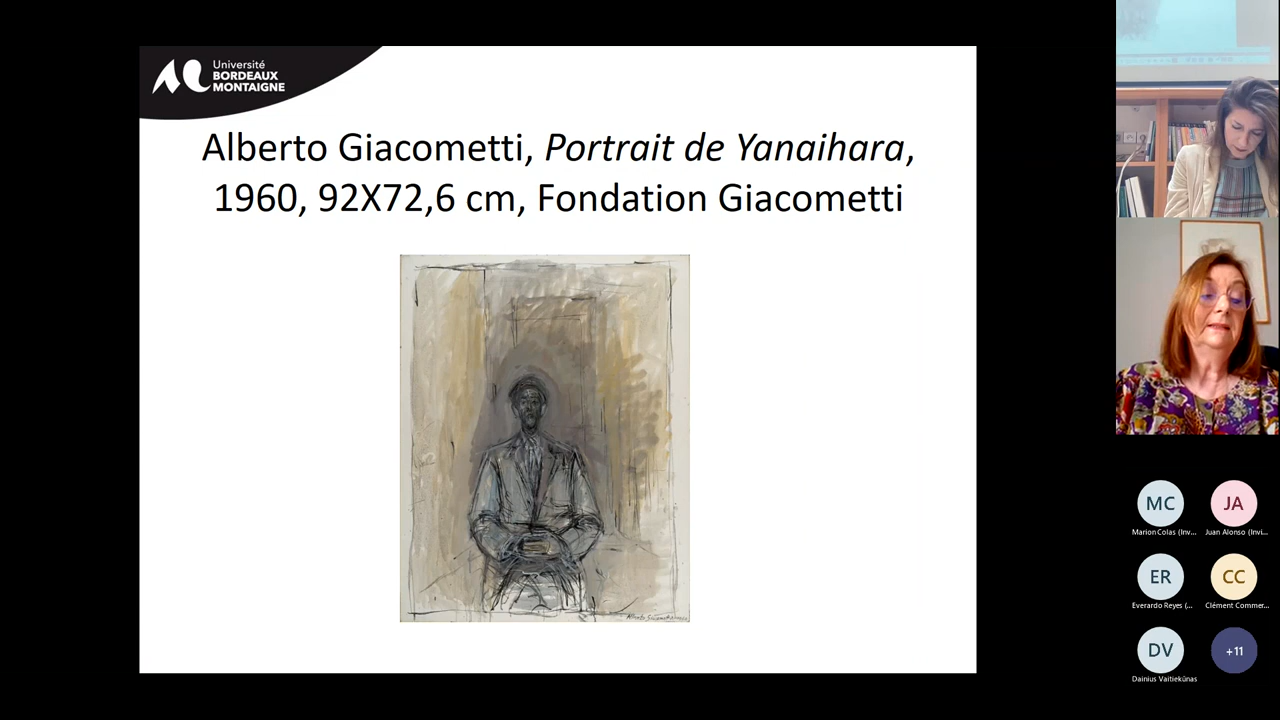 Université
BORDEAUX
MONTAIGNE
Alberto Giacometti, Portrait de Yanaihara,
1960, 92X72,6 cm, Fondation Giacometti
MC
JA
Marion Colas (Inv...
Juan Alonso (Invi...
ER
CC
Everardo Reyes (...
Clément Commer...
DV
+11
Dainius Vaitiekūnas